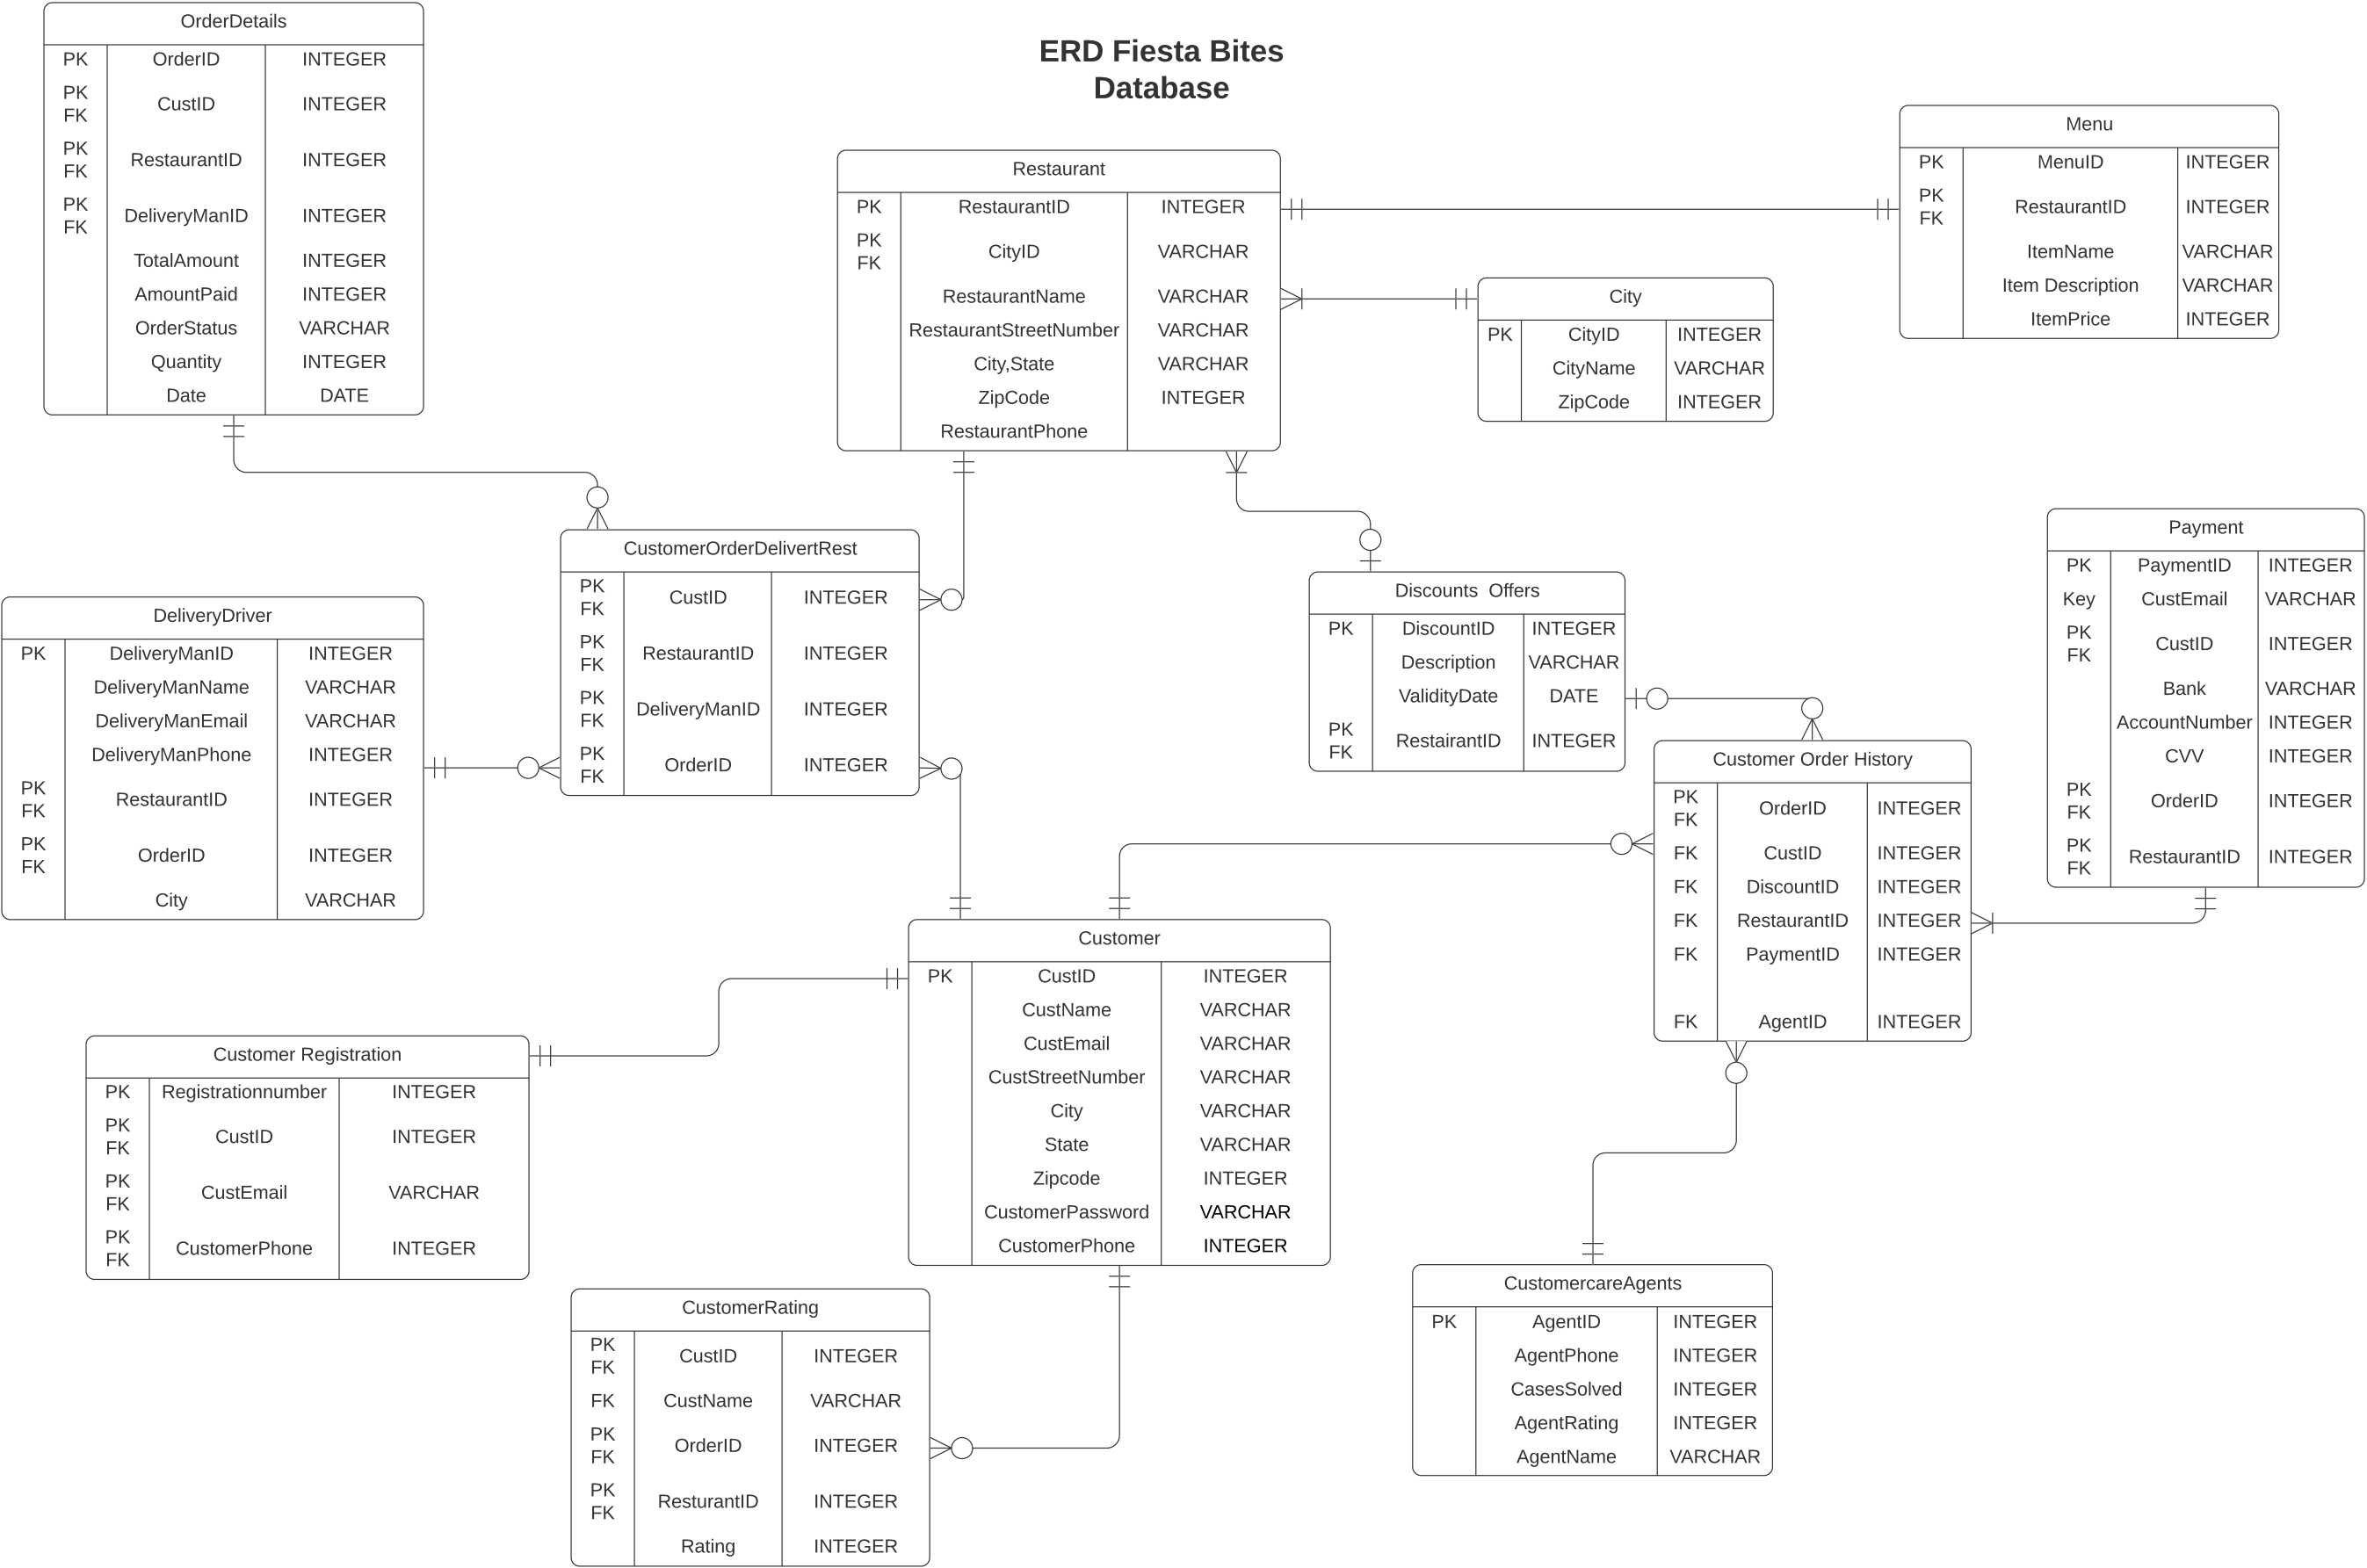 ERD Fiesta Bites
Database
OrderDetails
PK OrderID INTEGER
PK
FK CustID INTEGER
PK
FK RestaurantID INTEGER
PK
FK DeliveryManID INTEGER
TotalAmount INTEGER
AmountPaid INTEGER
OrderStatus VARCHAR
Quantity INTEGER
Date DATE
Restaurant
PK RestaurantID INTEGER
PK
FK CityID VARCHAR
RestaurantName VARCHAR
RestaurantStreetNumber VARCHAR
City,State VARCHAR
ZipCode INTEGER
RestaurantPhone
Menu
PK MenuID INTEGER
PK
FK RestaurantID INTEGER
ItemName VARCHAR
Item Description VARCHAR
ItemPrice INTEGER
City
PK CityID INTEGER
CityName VARCHAR
ZipCode INTEGER
CustomerOrderDelivertRest
PK
FK CustID INTEGER
PK
FK RestaurantID INTEGER
PK
FK DeliveryManID INTEGER
PK
FK OrderID INTEGER
DeliveryDriver
PK DeliveryManID INTEGER
DeliveryManName VARCHAR
DeliveryManEmail VARCHAR
DeliveryManPhone INTEGER
PK
FK RestaurantID INTEGER
PK
FK OrderID INTEGER
City VARCHAR
Discounts  Offers
PK DiscountID INTEGER
Description VARCHAR
ValidityDate DATE
PK
FK RestairantID INTEGER
Payment
PK PaymentID INTEGER
Key CustEmail VARCHAR
PK
FK CustID INTEGER
Bank VARCHAR
AccountNumber INTEGER
CVV INTEGER
PK
FK OrderID INTEGER
PK
FK RestaurantID INTEGER
Customer Order History
PK
FK OrderID INTEGER
FK CustID INTEGER
FK DiscountID INTEGER
FK RestaurantID INTEGER
FK PaymentID INTEGER
FK AgentID INTEGER
Customer
PK CustID INTEGER
CustName VARCHAR
CustEmail VARCHAR
CustStreetNumber VARCHAR
City VARCHAR
State VARCHAR
Zipcode INTEGER
CustomerPassword VARCHAR
CustomerPhone INTEGER
Customer Registration
PK Registrationnumber INTEGER
PK
FK CustID INTEGER
PK
FK CustEmail VARCHAR
PK
FK CustomerPhone INTEGER
CustomerRating
PK
FK CustID INTEGER
FK CustName VARCHAR
PK
FK OrderID INTEGER
PK
FK ResturantID INTEGER
Rating INTEGER
CustomercareAgents
PK AgentID INTEGER
AgentPhone INTEGER
CasesSolved INTEGER
AgentRating INTEGER
AgentName VARCHAR